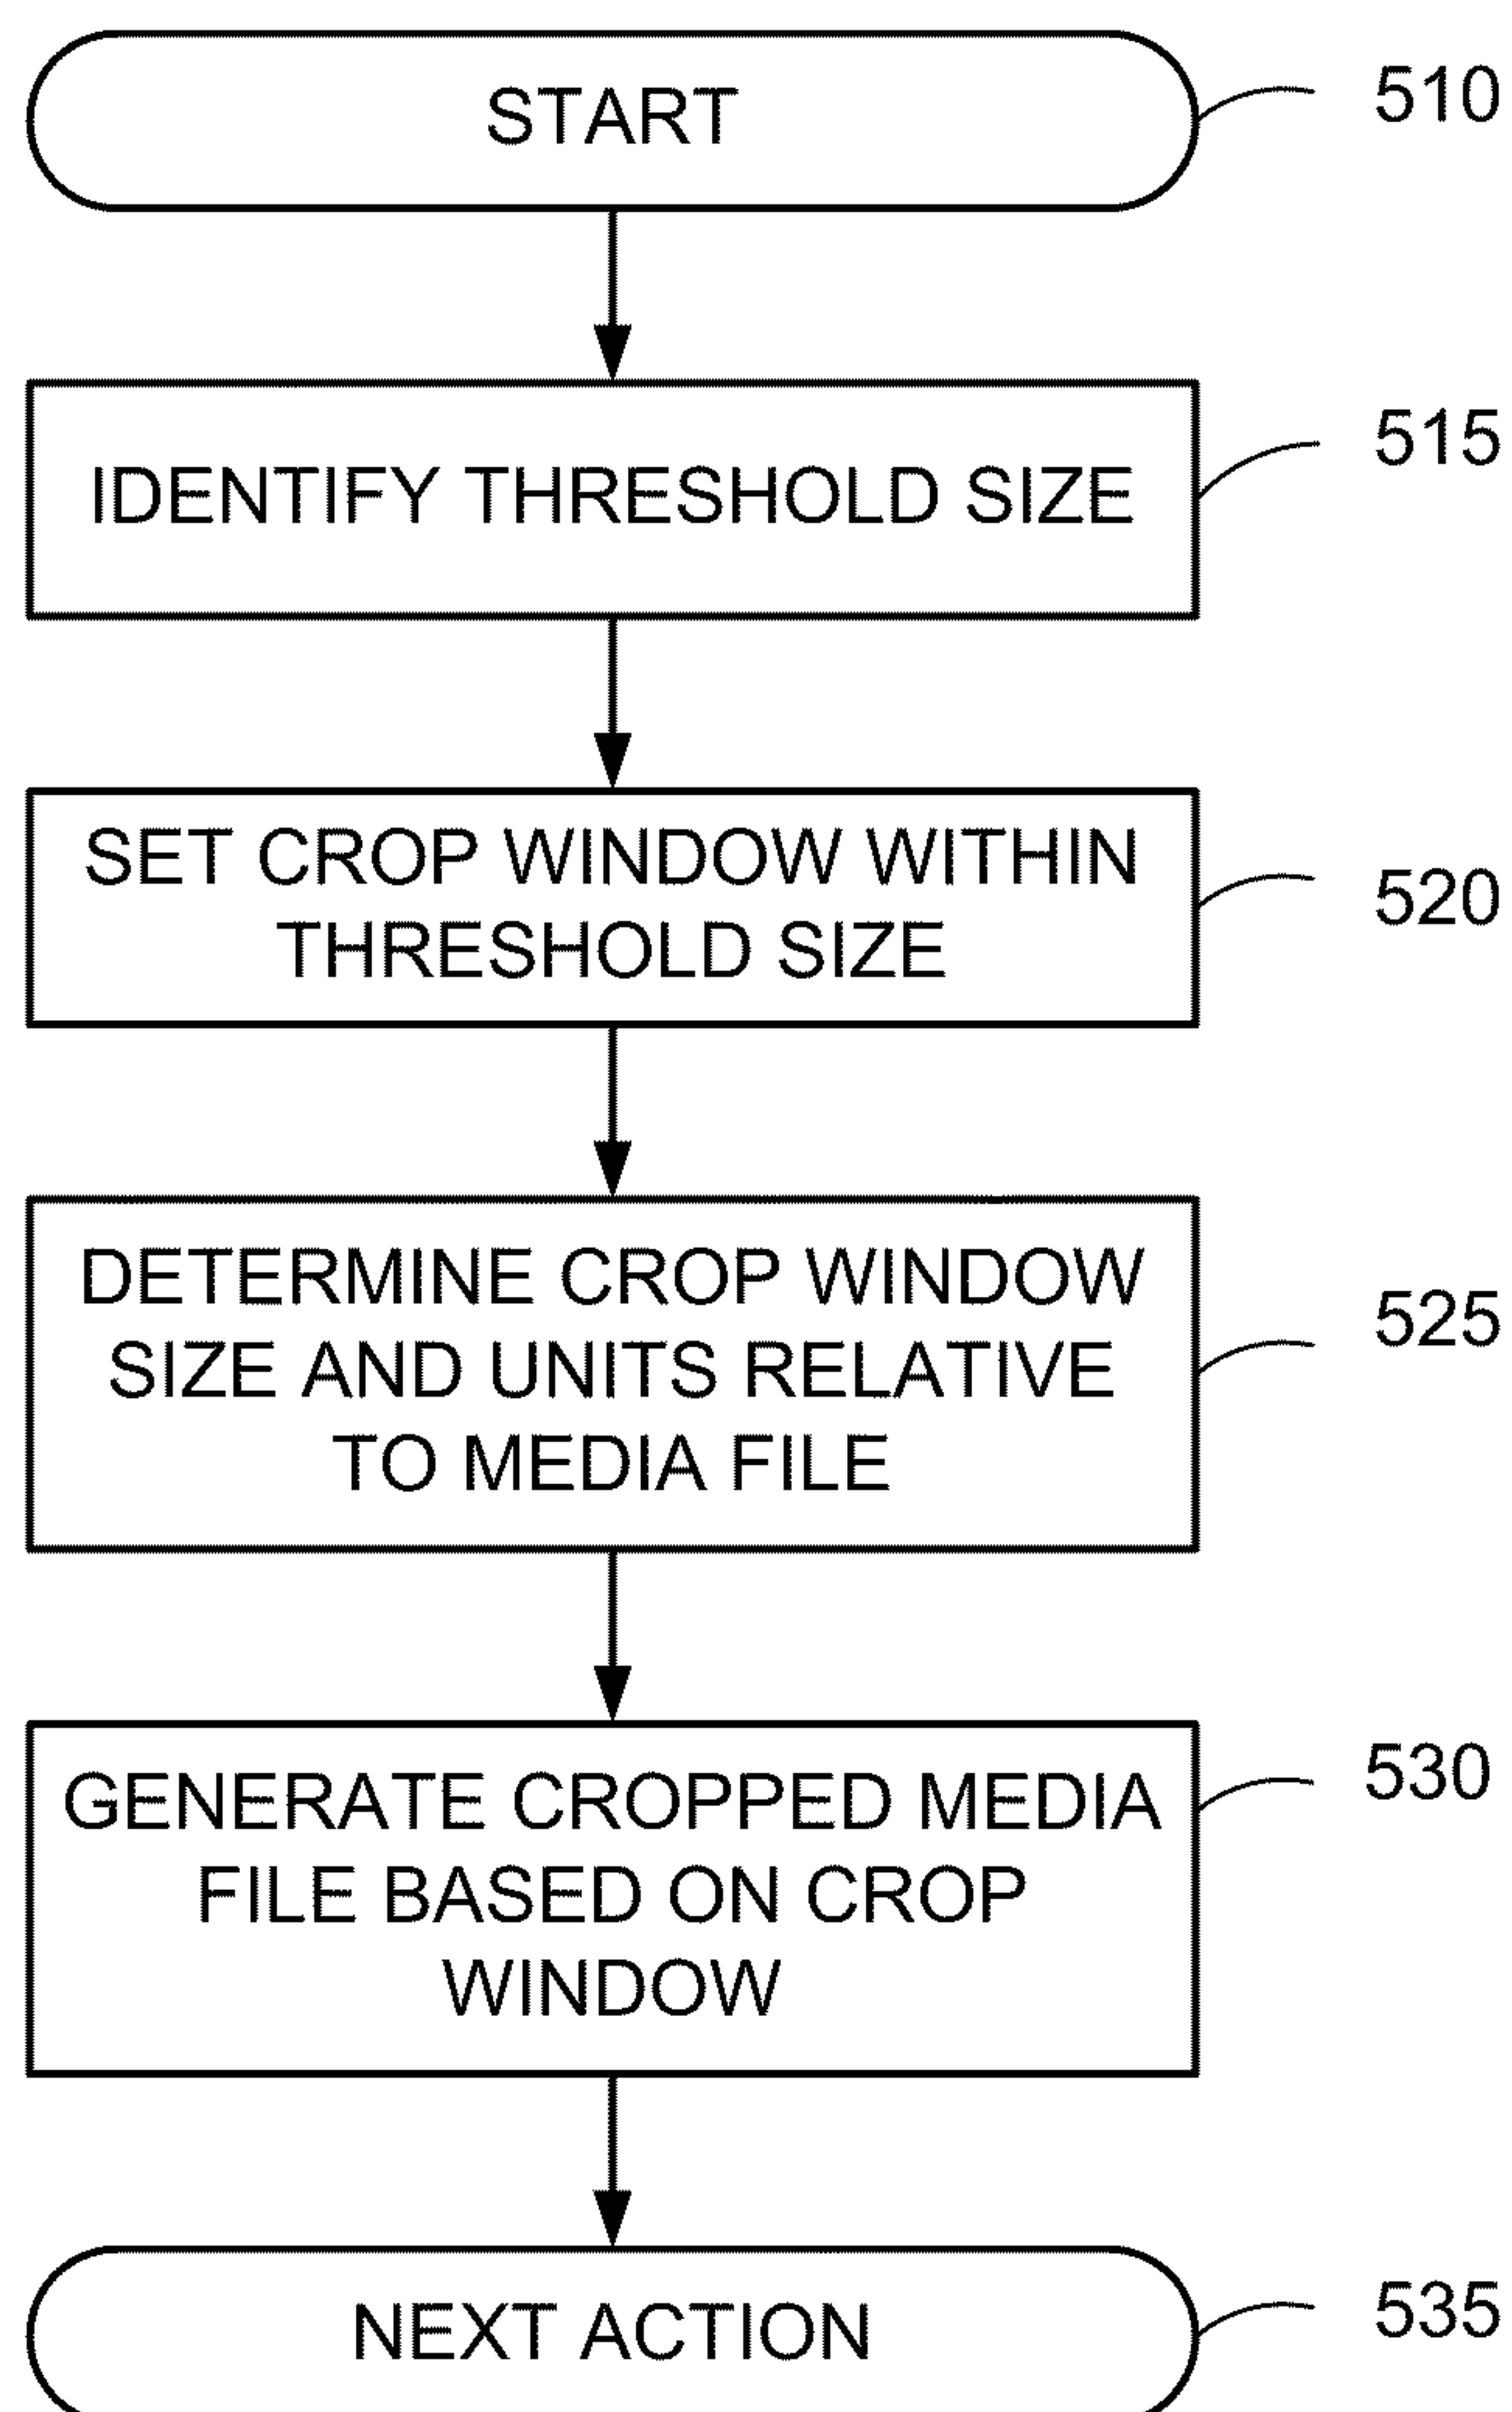 START
510
IDENTIFY THRESHOLD SIZE
515
SET CROP WINDOW WITHIN
THRESHOLD SIZE
520
DETERMINE CROP WINDOW
SIZE AND UNITS RELATIVE
TO MEDIA FILE
525
GENERATE CROPPED MEDIA
FILE BASED ON CROP
WINDOW
530
NEXT ACTION
535